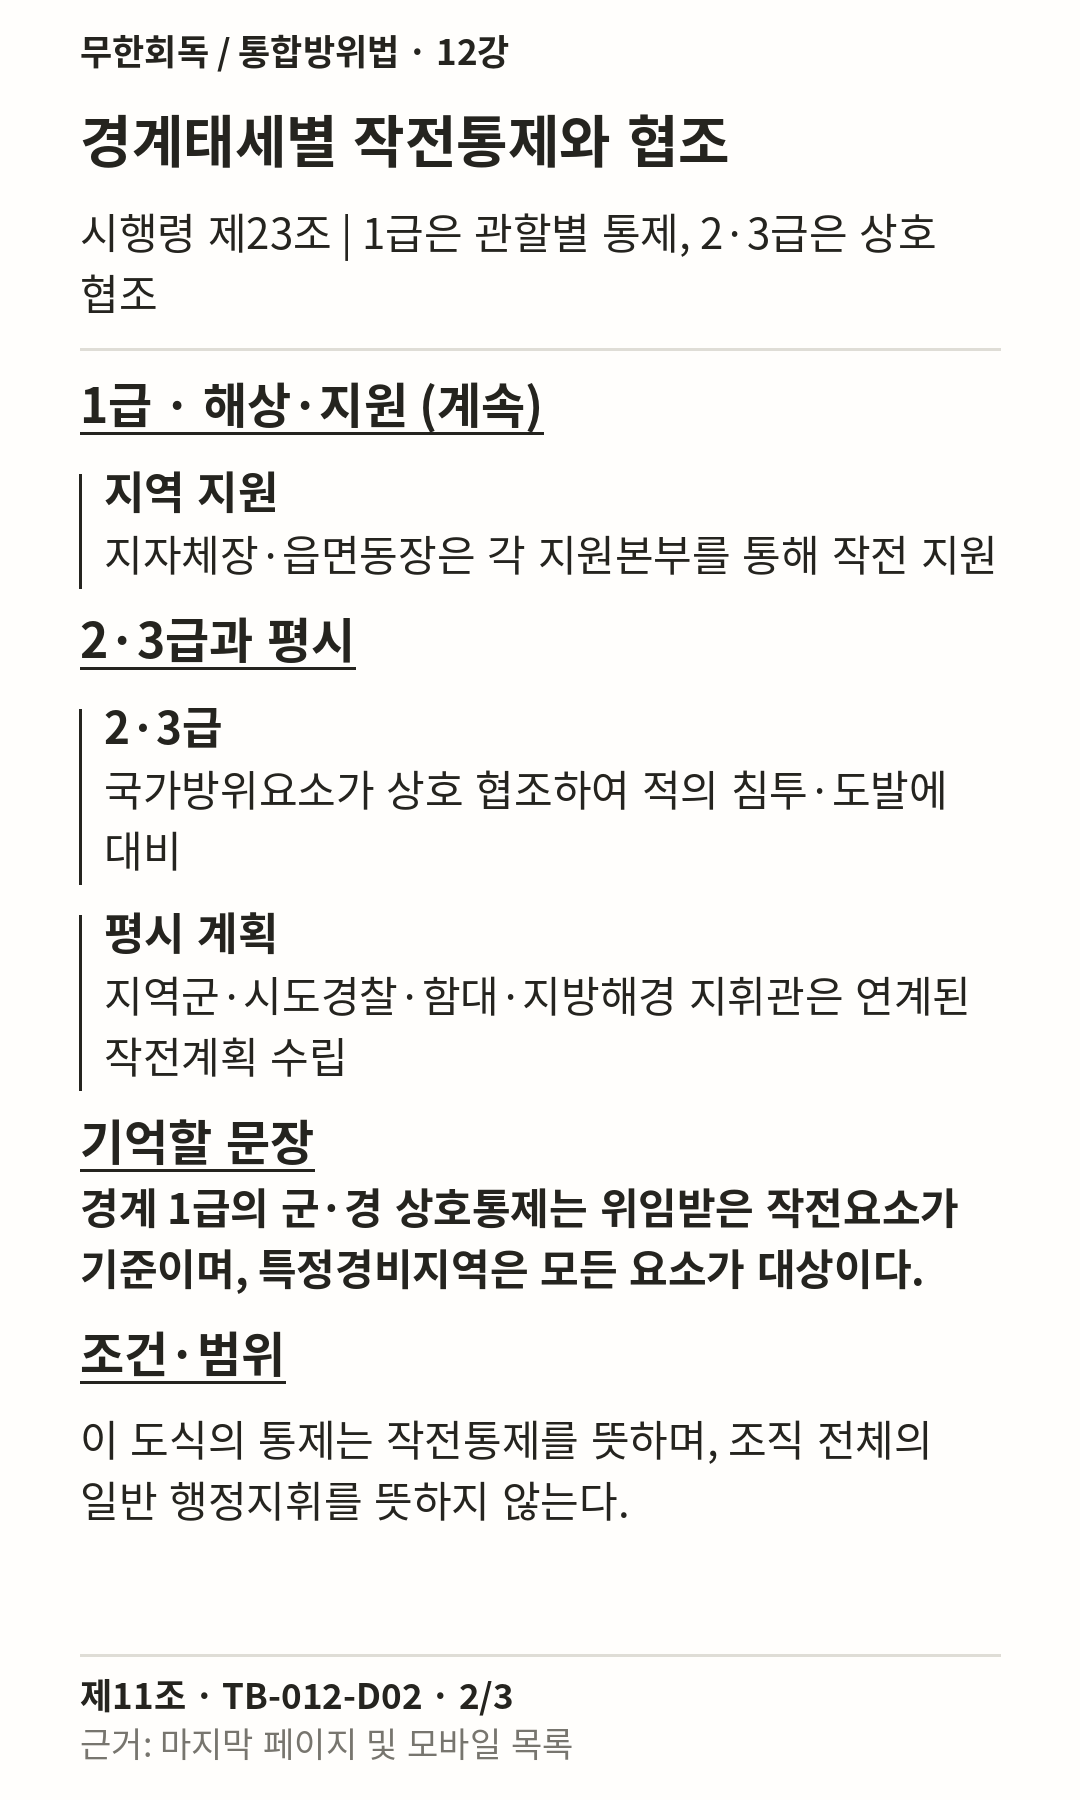 무한회독 / 통합방위법 · 12강
경계태세별 작전통제와 협조
시행령 제23조 | 1급은 관할별 통제, 2·3급은 상호
협조
1급 · 해상·지원 (계속)
지역 지원
지자체장·읍면동장은 각 지원본부를 통해 작전 지원
2·3급과 평시
2·3급
국가방위요소가 상호 협조하여 적의 침투·도발에
대비
평시 계획
지역군·시도경찰·함대·지방해경 지휘관은 연계된
작전계획 수립
기억할 문장
경계 1급의 군·경 상호통제는 위임받은 작전요소가
기준이며, 특정경비지역은 모든 요소가 대상이다.
조건·범위
이 도식의 통제는 작전통제를 뜻하며, 조직 전체의
일반 행정지휘를 뜻하지 않는다.
제11조 · TB-012-D02 · 2/3
근거: 마지막 페이지 및 모바일 목록